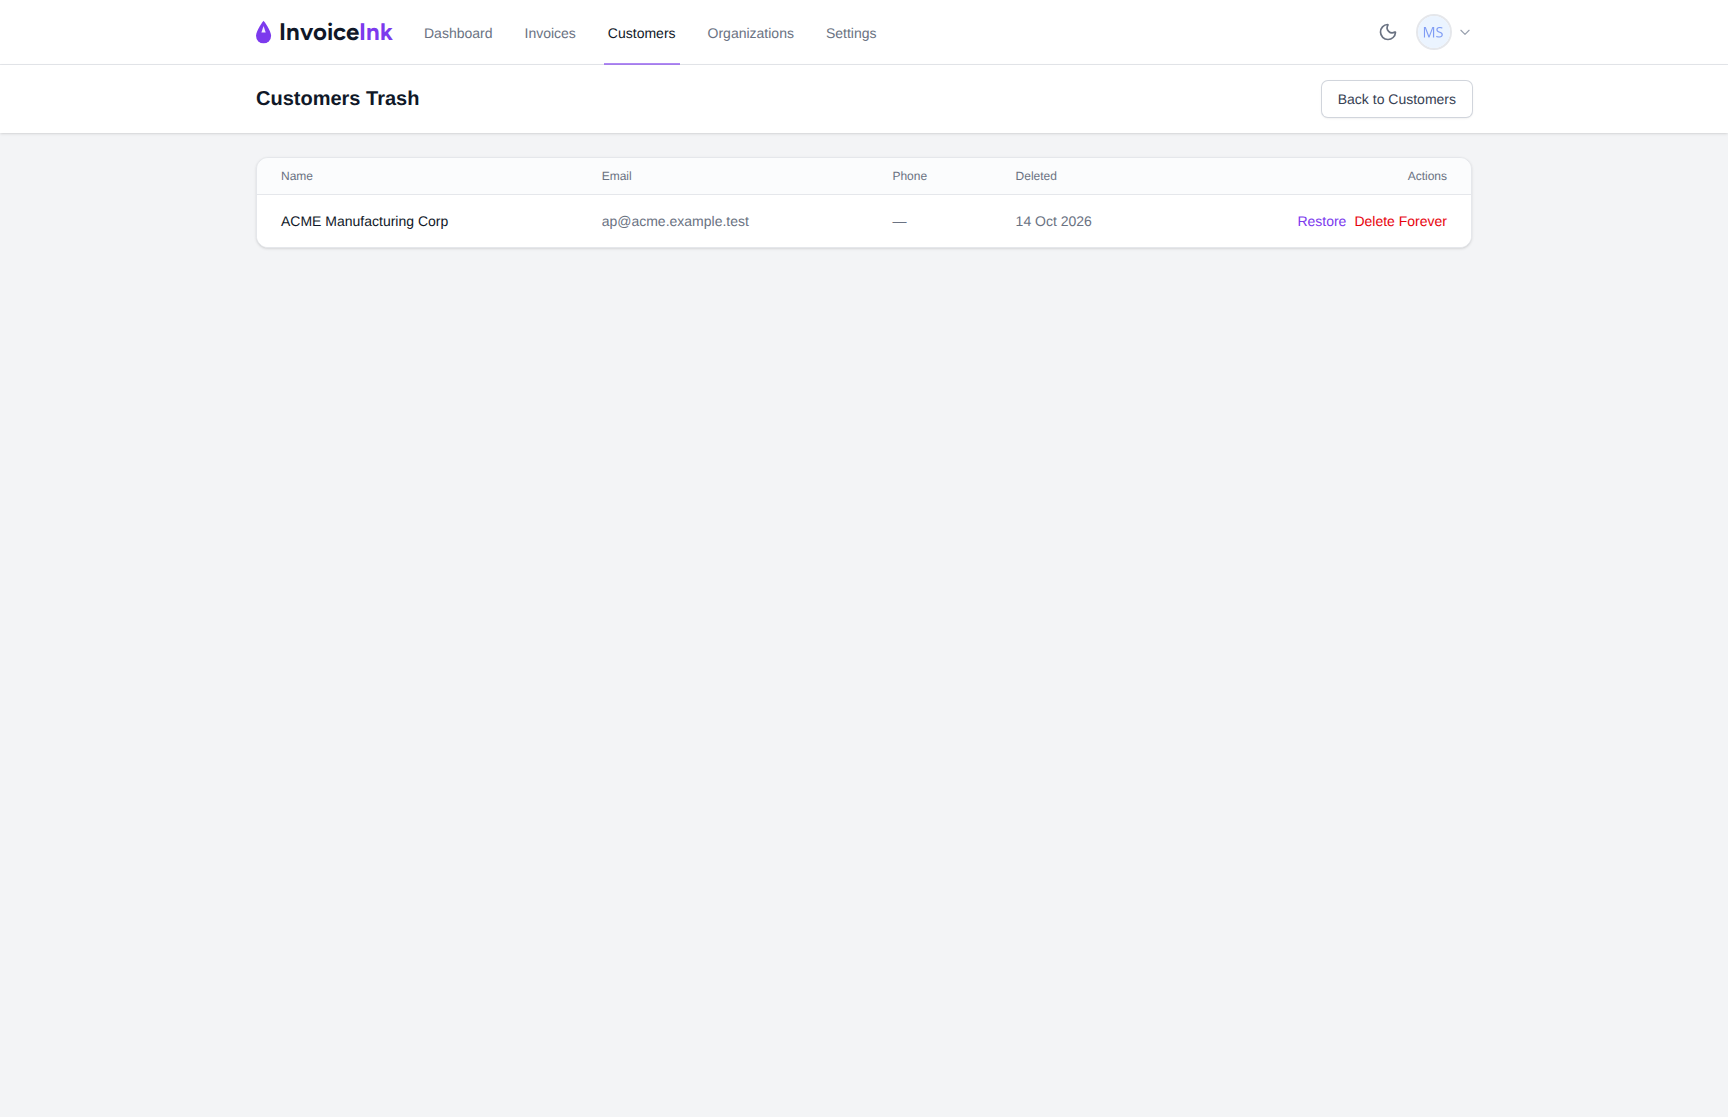 InvoiceInk Dashboard Invoices Customers Organizations Settings MS
Customers Trash Back to Customers
Name Email Phone Deleted Actions
ACME Manufacturing Corp ap@acme.example.test — 14 Oct 2026 Restore Delete Forever